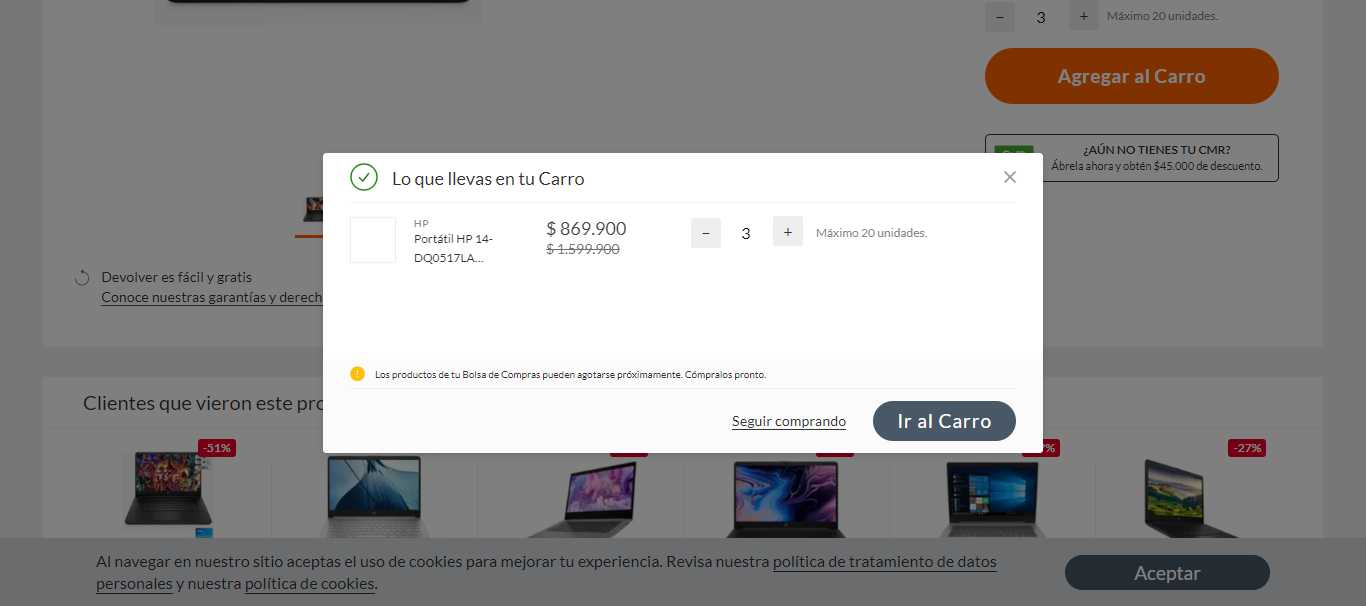 − 3 + Máximo 20 unidades.
Agregar al Carro
¿AÚN NO TIENES TU CMR?
Ábrela ahora y obtén $45.000 de descuento.
Lo que llevas en tu Carro
HP
Portátil HP 14-
DQ0517LA...
$ 869.900
$ 1.599.900
− 3 + Máximo 20 unidades.
Devolver es fácil y gratis
Conoce nuestras garantías y derech
Los productos de tu Bolsa de Compras pueden agotarse próximamente. Cómpralos pronto.
Seguir comprando
Ir al Carro
Clientes que vieron este pro
-51%
7%
-27%
Al navegar en nuestro sitio aceptas el uso de cookies para mejorar tu experiencia. Revisa nuestra política de tratamiento de datos
personales y nuestra política de cookies.
Aceptar